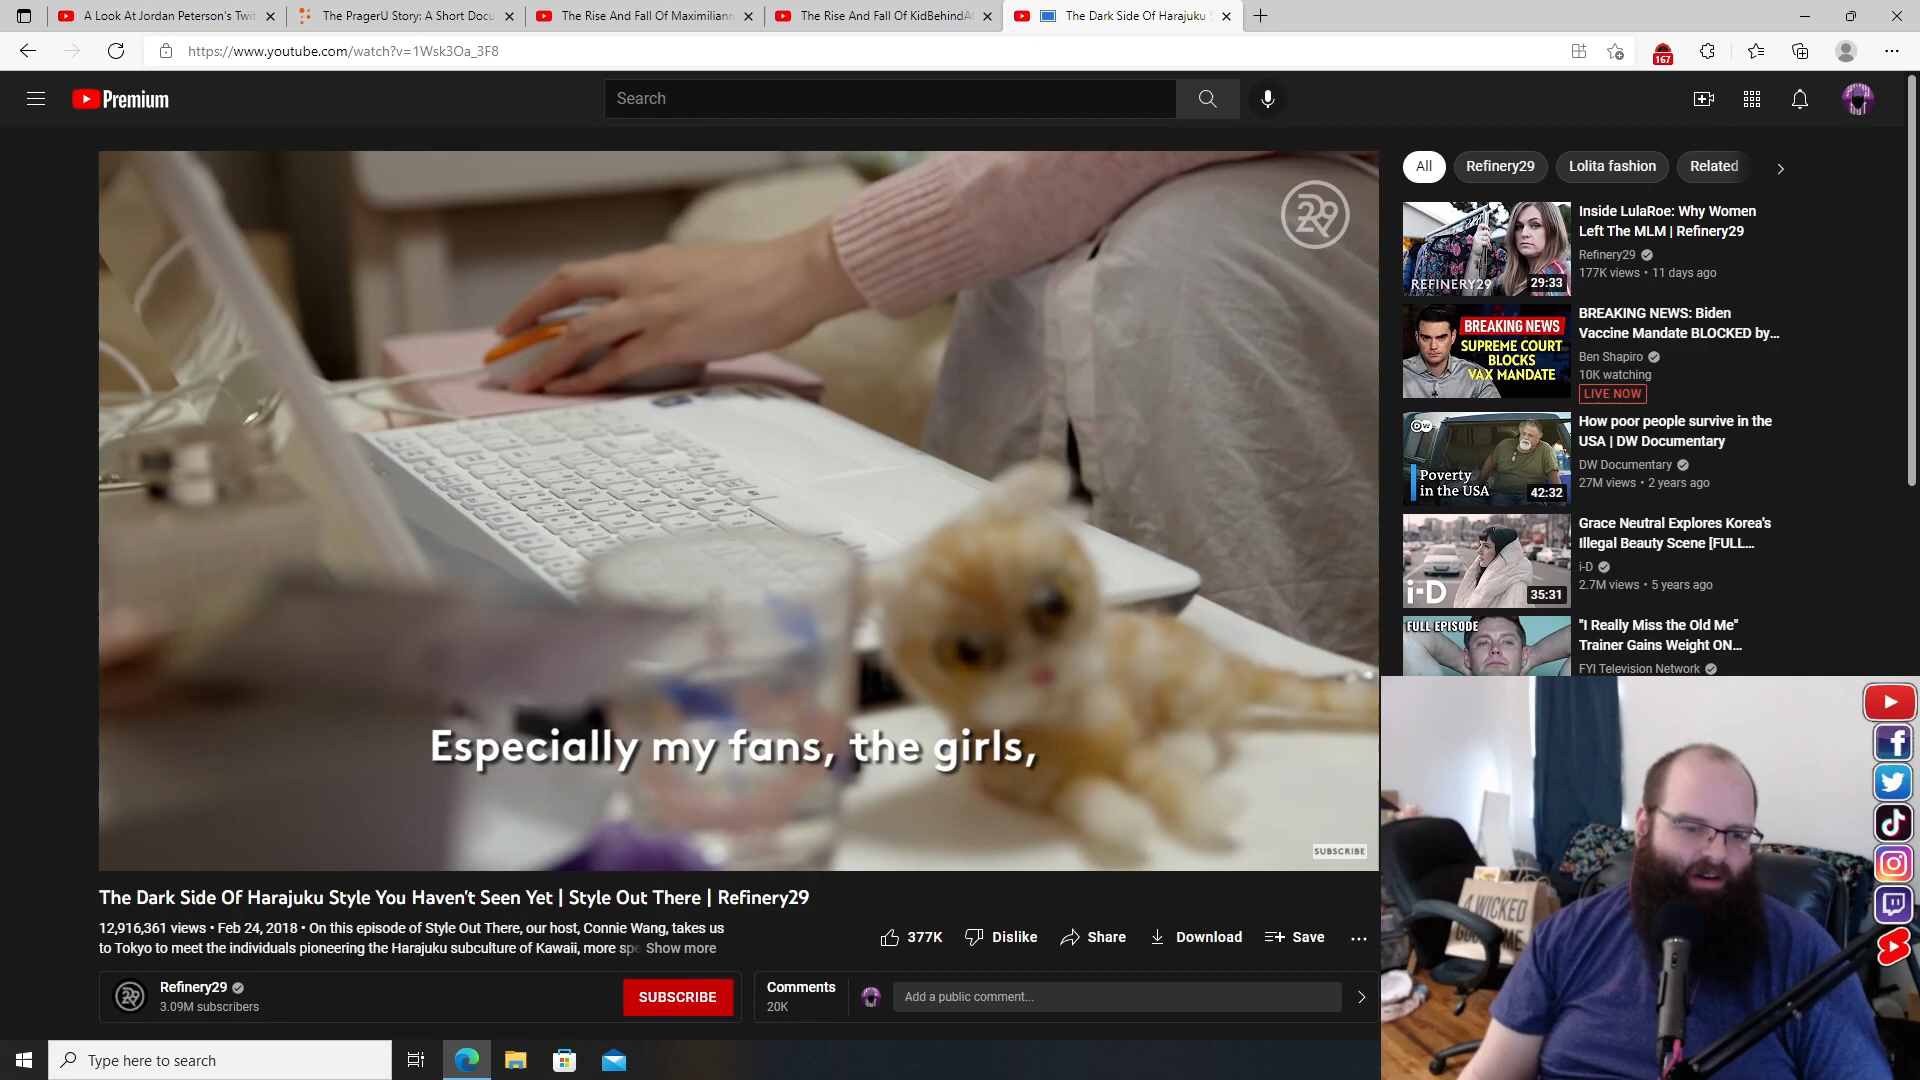 A Look At Jordan Peterson's Twit
The PragerU Story: A Short Docu
The Rise And Fall Of Maximiliann
The Rise And Fall Of KidBehindA
The Dark Side Of Harajuku S
https://www.youtube.com/watch?v=1Wsk3Oa_3F8
167
Premium
Search
All
Refinery29
Lolita fashion
Related
29
Especially my fans, the girls,
SUBSCRIBE
REFINERY29
29:33
Inside LulaRoe: Why Women
Left The MLM | Refinery29
Refinery29
177K views • 11 days ago
BREAKING NEWS
SUPREME COURT
BLOCKS
VAX MANDATE
BREAKING NEWS: Biden
Vaccine Mandate BLOCKED by...
Ben Shapiro
10K watching
LIVE NOW
DW
Poverty
in the USA
42:32
How poor people survive in the
USA | DW Documentary
DW Documentary
27M views • 2 years ago
i-D
35:31
Grace Neutral Explores Korea's
Illegal Beauty Scene [FULL...
i-D
2.7M views • 5 years ago
FULL EPISODE
"I Really Miss the Old Me"
Trainer Gains Weight ON...
FYI Television Network
The Dark Side Of Harajuku Style You Haven't Seen Yet | Style Out There | Refinery29
12,916,361 views • Feb 24, 2018 • On this episode of Style Out There, our host, Connie Wang, takes us
to Tokyo to meet the individuals pioneering the Harajuku subculture of Kawaii, more spe Show more
377K
Dislike
Share
Download
Save
29
Refinery29
3.09M subscribers
SUBSCRIBE
Comments
20K
Add a public comment...
A WICKED
Type here to search